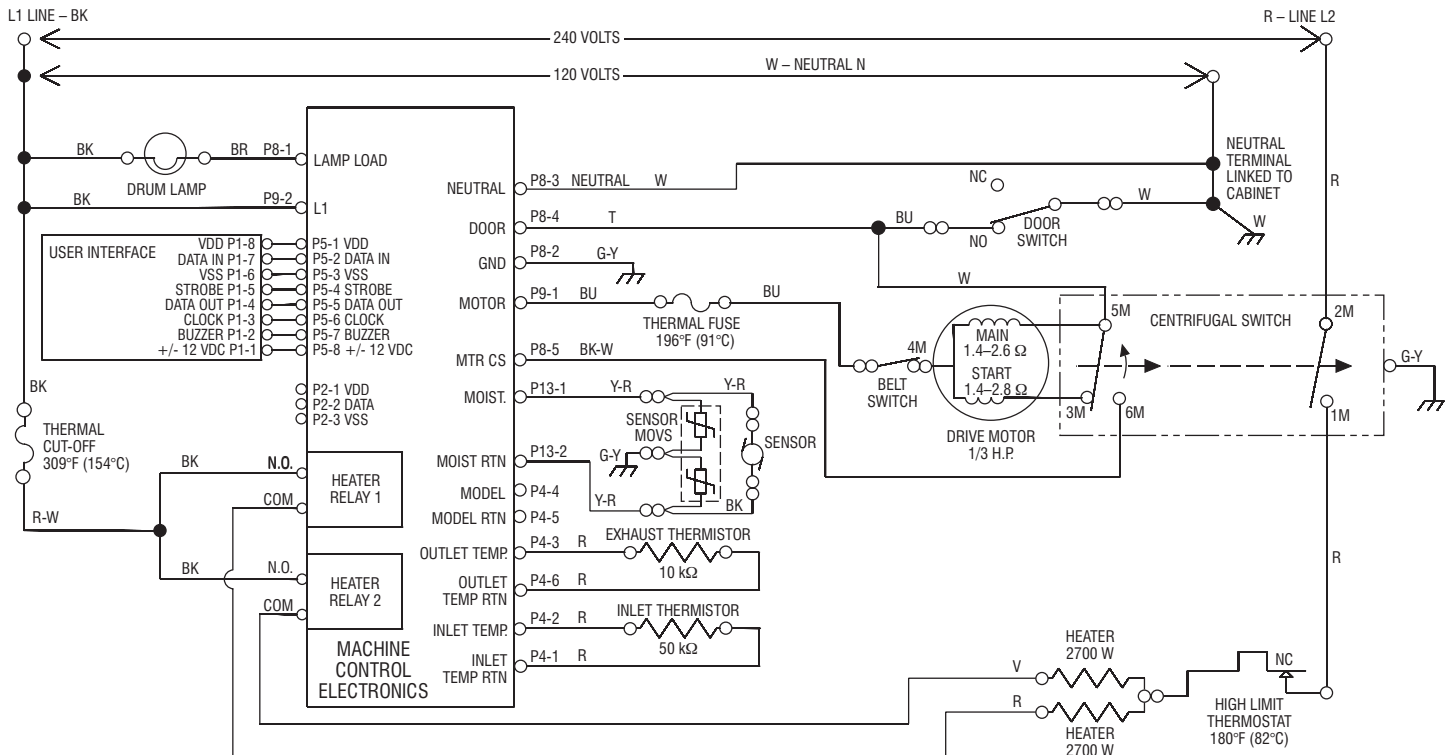 L1 LINE – BK
R – LINE L2
240 VOLTS
120 VOLTS
W – NEUTRAL N
BK
BR
P8-1
LAMP LOAD
DRUM LAMP
BK
P9-2
L1
NEUTRAL
P8-3
NEUTRAL
W
NC
NEUTRAL
TERMINAL
LINKED TO
CABINET
R
DOOR
P8-4
T
BU
NO
DOOR
SWITCH
W
W
USER INTERFACE
VDD P1-8
P5-1 VDD
DATA IN P1-7
P5-2 DATA IN
VSS P1-6
P5-3 VSS
STROBE P1-5
P5-4 STROBE
DATA OUT P1-4
P5-5 DATA OUT
CLOCK P1-3
P5-6 CLOCK
BUZZER P1-2
P5-7 BUZZER
+/- 12 VDC P1-1
P5-8 +/- 12 VDC
GND
P8-2
G-Y
W
MOTOR
P9-1
BU
BU
THERMAL FUSE
196°F (91°C)
5M
CENTRIFUGAL SWITCH
2M
MTR CS
P8-5
BK-W
4M
BELT
SWITCH
MAIN
1.4–2.6 Ω
START
1.4–2.8 Ω
3M
6M
1M
G-Y
DRIVE MOTOR
1/3 H.P.
BK
P2-1 VDD
P2-2 DATA
P2-3 VSS
MOIST.
P13-1
Y-R
Y-R
SENSOR
MOVS
SENSOR
G-Y
THERMAL
CUT-OFF
309°F (154°C)
MOIST RTN
P13-2
Y-R
BK
BK
N.O.
HEATER
RELAY 1
COM
MODEL
P4-4
MODEL RTN
P4-5
R-W
OUTLET TEMP.
P4-3
R
EXHAUST THERMISTOR
10 kΩ
OUTLET
TEMP RTN
P4-6
R
BK
N.O.
HEATER
RELAY 2
COM
INLET TEMP.
P4-2
R
INLET THERMISTOR
50 kΩ
INLET
TEMP RTN
P4-1
R
MACHINE
CONTROL
ELECTRONICS
R
V
HEATER
2700 W
R
HEATER
2700 W
NC
HIGH LIMIT
THERMOSTAT
180°F (82°C)